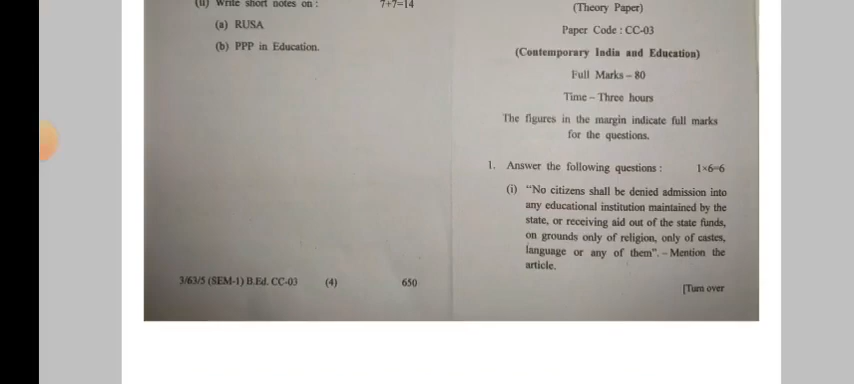 (ii) Write short notes on : 7+7=14
(a) RUSA
(b) PPP in Education.
3/63/5 (SEM-1) B.Ed. CC-03 (4) 650
(Theory Paper)
Paper Code : CC-03
(Contemporary India and Education)
Full Marks – 80
Time – Three hours
The figures in the margin indicate full marks
for the questions.
1. Answer the following questions : 1×6=6
(i) “No citizens shall be denied admission into
any educational institution maintained by the
state, or receiving aid out of the state funds,
on grounds only of religion, only of castes,
language or any of them”. – Mention the
article.
[Turn over